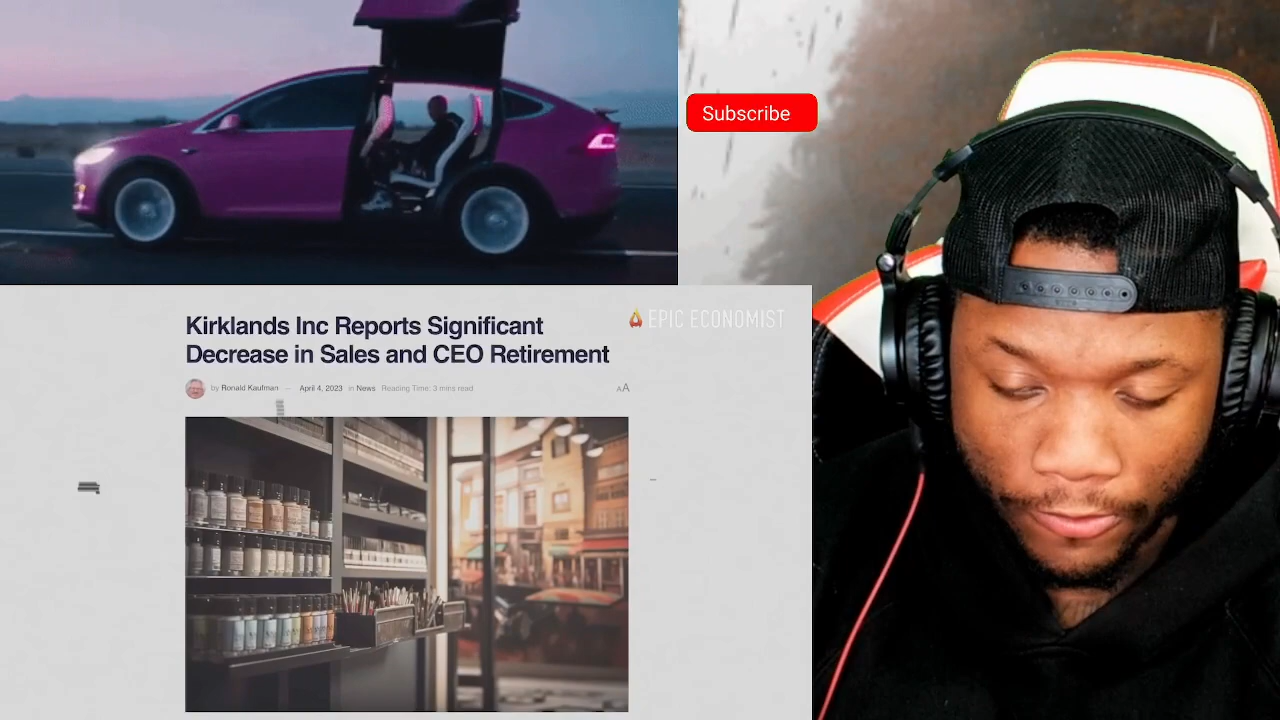 Subscribe
EPIC ECONOMIST
Kirklands Inc Reports Significant
Decrease in Sales and CEO Retirement
by Ronald Kaufman — April 4, 2023 in News Reading Time: 3 mins read
AA